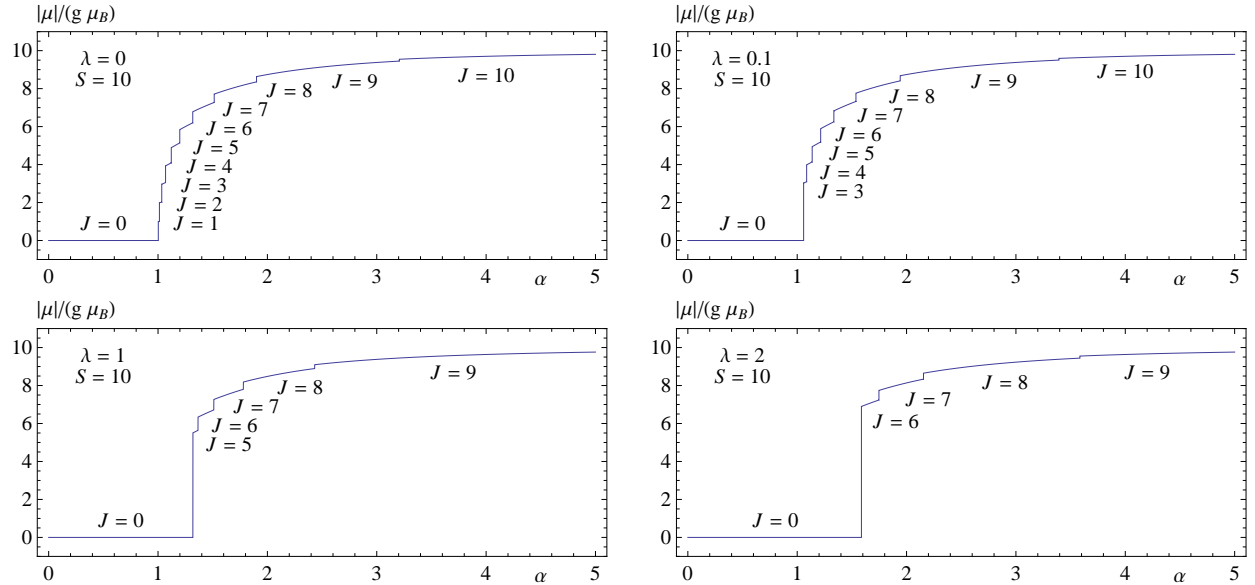 |μ|/(g μ_B)
λ = 0
S = 10
J = 0
J = 1
J = 2
J = 3
J = 4
J = 5
J = 6
J = 7
J = 8
J = 9
J = 10
10
8
6
4
2
0
0 1 2 3 α 4 5
|μ|/(g μ_B)
λ = 0.1
S = 10
J = 0
J = 3
J = 4
J = 5
J = 6
J = 7
J = 8
J = 9
J = 10
10
8
6
4
2
0
0 1 2 3 α 4 5
|μ|/(g μ_B)
λ = 1
S = 10
J = 0
J = 5
J = 6
J = 7
J = 8
J = 9
10
8
6
4
2
0
0 1 2 3 4 α 5
|μ|/(g μ_B)
λ = 2
S = 10
J = 0
J = 6
J = 7
J = 8
J = 9
10
8
6
4
2
0
0 1 2 3 4 α 5